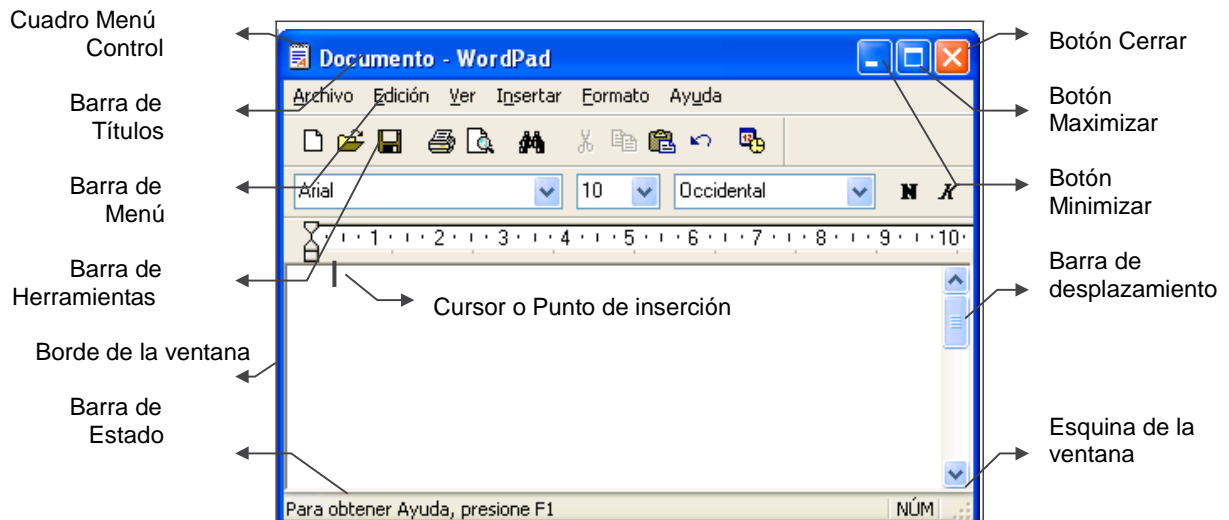 Cuadro Menú
Control
Barra de
Títulos
Barra de
Menú
Barra de
Herramientas
Borde de la ventana
Barra de
Estado
Documento - WordPad
Archivo Edición Ver Insertar Formato Ayuda
Arial 10 Occidental N K
1 2 3 4 5 6 7 8 9 10
Cursor o Punto de inserción
Para obtener Ayuda, presione F1 NÚM
Botón Cerrar
Botón
Maximizar
Botón
Minimizar
Barra de
desplazamiento
Esquina de la
ventana